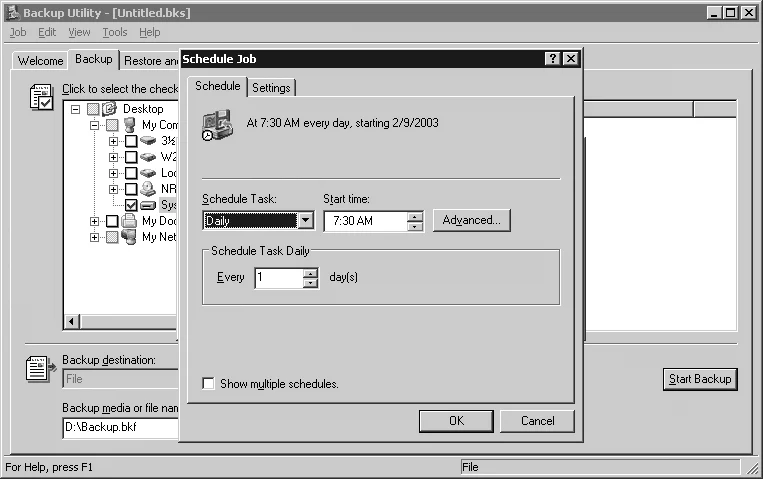 Backup Utility - [Untitled.bks]
Job Edit View Tools Help
Welcome Backup Restore and
Schedule Job
Schedule Settings
Click to select the check
Desktop
At 7:30 AM every day, starting 2/9/2003
My Com
3½
W2
Loc
NR
Sys
My Doc
My Net
Schedule Task: Start time:
Daily 7:30 AM Advanced...
Schedule Task Daily
Every 1 day(s)
Show multiple schedules.
OK Cancel
Backup destination:
File
Start Backup
Backup media or file nam
D:\Backup.bkf
For Help, press F1 File